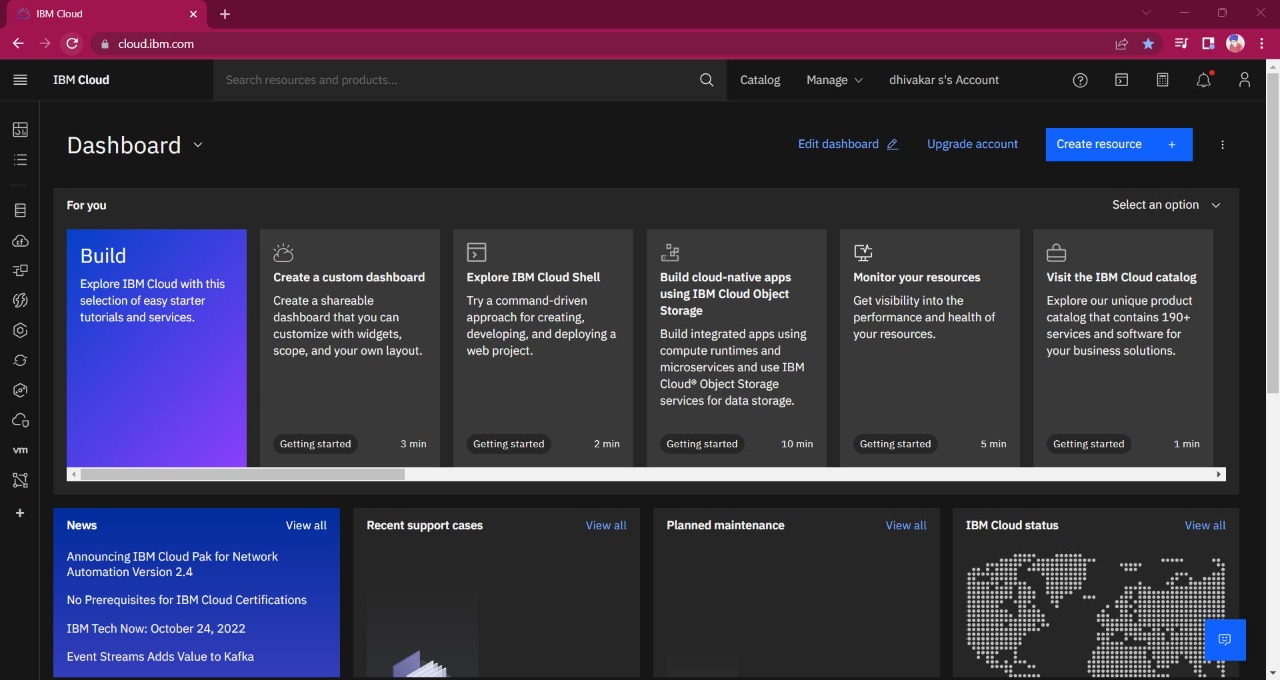 IBM Cloud
cloud.ibm.com
IBM Cloud
Search resources and products...
Catalog
Manage
dhivakar s's Account
Dashboard
Edit dashboard
Upgrade account
Create resource +
For you
Select an option
Build
Explore IBM Cloud with this
selection of easy starter
tutorials and services.
Create a custom dashboard
Create a shareable
dashboard that you can
customize with widgets,
scope, and your own layout.
Getting started
3 min
Explore IBM Cloud Shell
Try a command-driven
approach for creating,
developing, and deploying a
web project.
Getting started
2 min
Build cloud-native apps
using IBM Cloud Object
Storage
Build integrated apps using
compute runtimes and
microservices and use IBM
Cloud® Object Storage
services for data storage.
Getting started
10 min
Monitor your resources
Get visibility into the
performance and health of
your resources.
Getting started
5 min
Visit the IBM Cloud catalog
Explore our unique product
catalog that contains 190+
services and software for
your business solutions.
Getting started
1 min
vm
News
View all
Announcing IBM Cloud Pak for Network
Automation Version 2.4
No Prerequisites for IBM Cloud Certifications
IBM Tech Now: October 24, 2022
Event Streams Adds Value to Kafka
Recent support cases
View all
Planned maintenance
View all
IBM Cloud status
View all